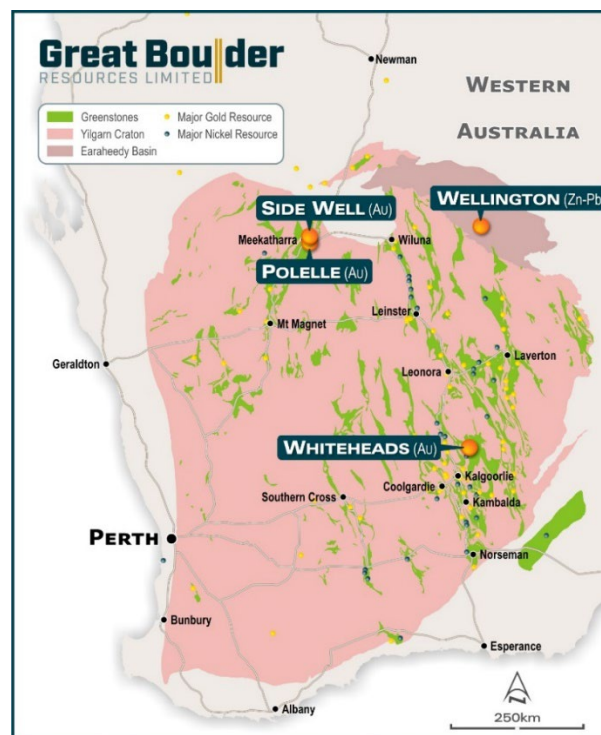 Great Boulder
RESOURCES LIMITED
Greenstones
Yilgarn Craton
Earaheedy Basin
Major Gold Resource
Major Nickel Resource
Newman
WESTERN
AUSTRALIA
SIDE WELL (Au)
WELLINGTON (Zn-Pb
Meekatharra
Wiluna
POLELLE (Au)
Leinster
Mt Magnet
Geraldton
Laverton
Leonora
WHITEHEADS (Au)
Kalgoorlie
Coolgardie
Southern Cross
Kambalda
PERTH
Norseman
Bunbury
Esperance
Albany
N
250km